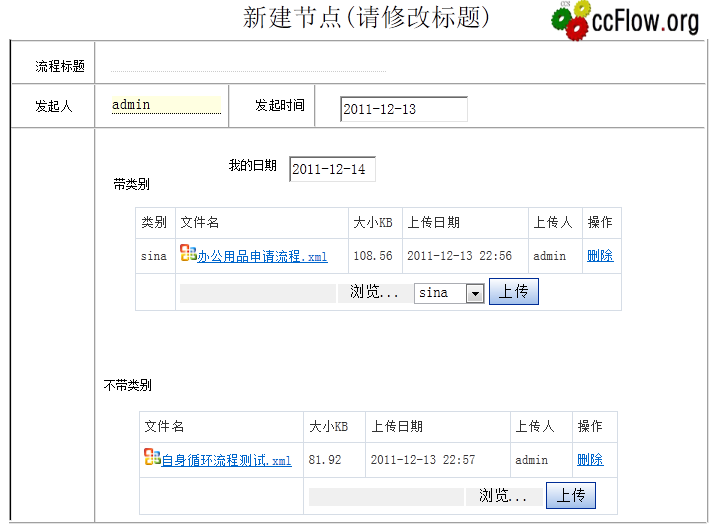 新建节点(请修改标题)
ccFlow.org
流程标题
发起人 admin 发起时间 2011-12-13
我的日期 2011-12-14
带类别
类别 文件名 大小KB 上传日期 上传人 操作
sina 办公用品申请流程.xml 108.56 2011-12-13 22:56 admin 删除
浏览... sina 上传
不带类别
文件名 大小KB 上传日期 上传人 操作
自身循环流程测试.xml 81.92 2011-12-13 22:57 admin 删除
浏览... 上传